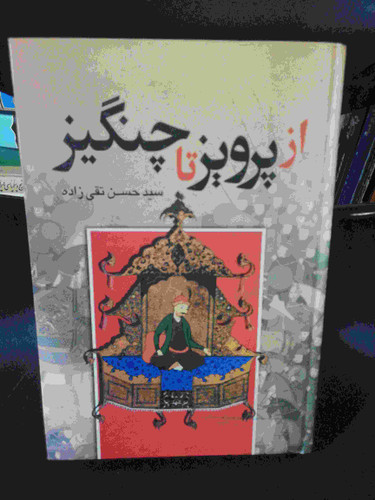 از پرویز تا چنگیز
سید حسن تقی زاده